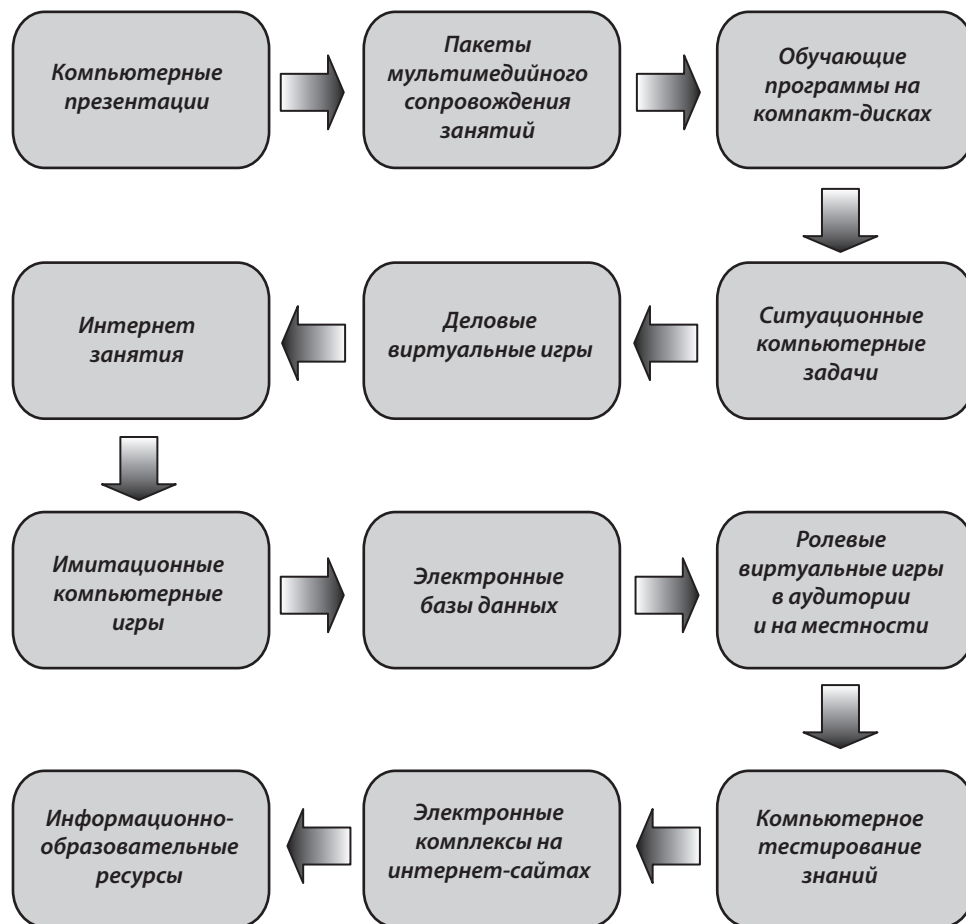 Компьютерные
презентации
Пакеты
мультимедийного
сопровождения
занятий
Обучающие
программы на
компакт-дисках
Ситуационные
компьютерные
задачи
Деловые
виртуальные игры
Интернет
занятия
Имитационные
компьютерные
игры
Электронные
базы данных
Ролевые
виртуальные игры
в аудитории
и на местности
Компьютерное
тестирование
знаний
Электронные
комплексы на
интернет-сайтах
Информационно-
образовательные
ресурсы